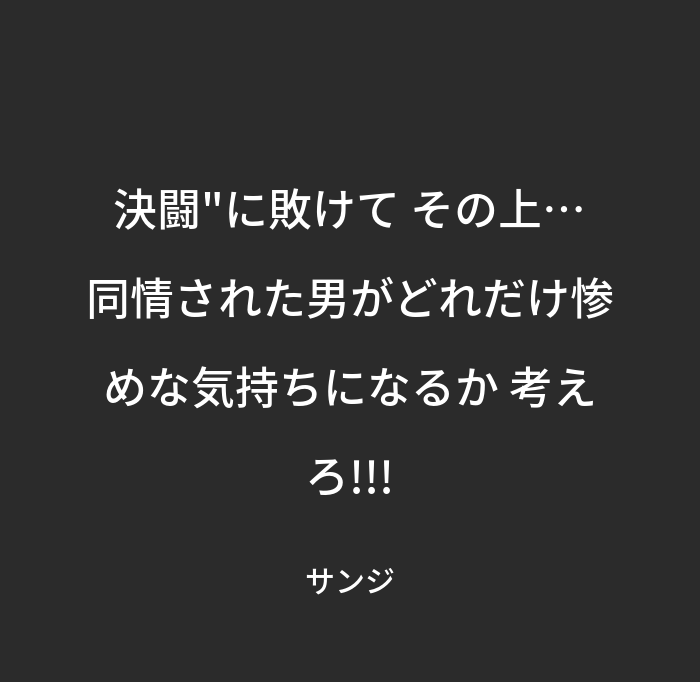 決闘"に敗けて その上…
同情された男がどれだけ惨
めな気持ちになるか 考え
ろ!!!
サンジ